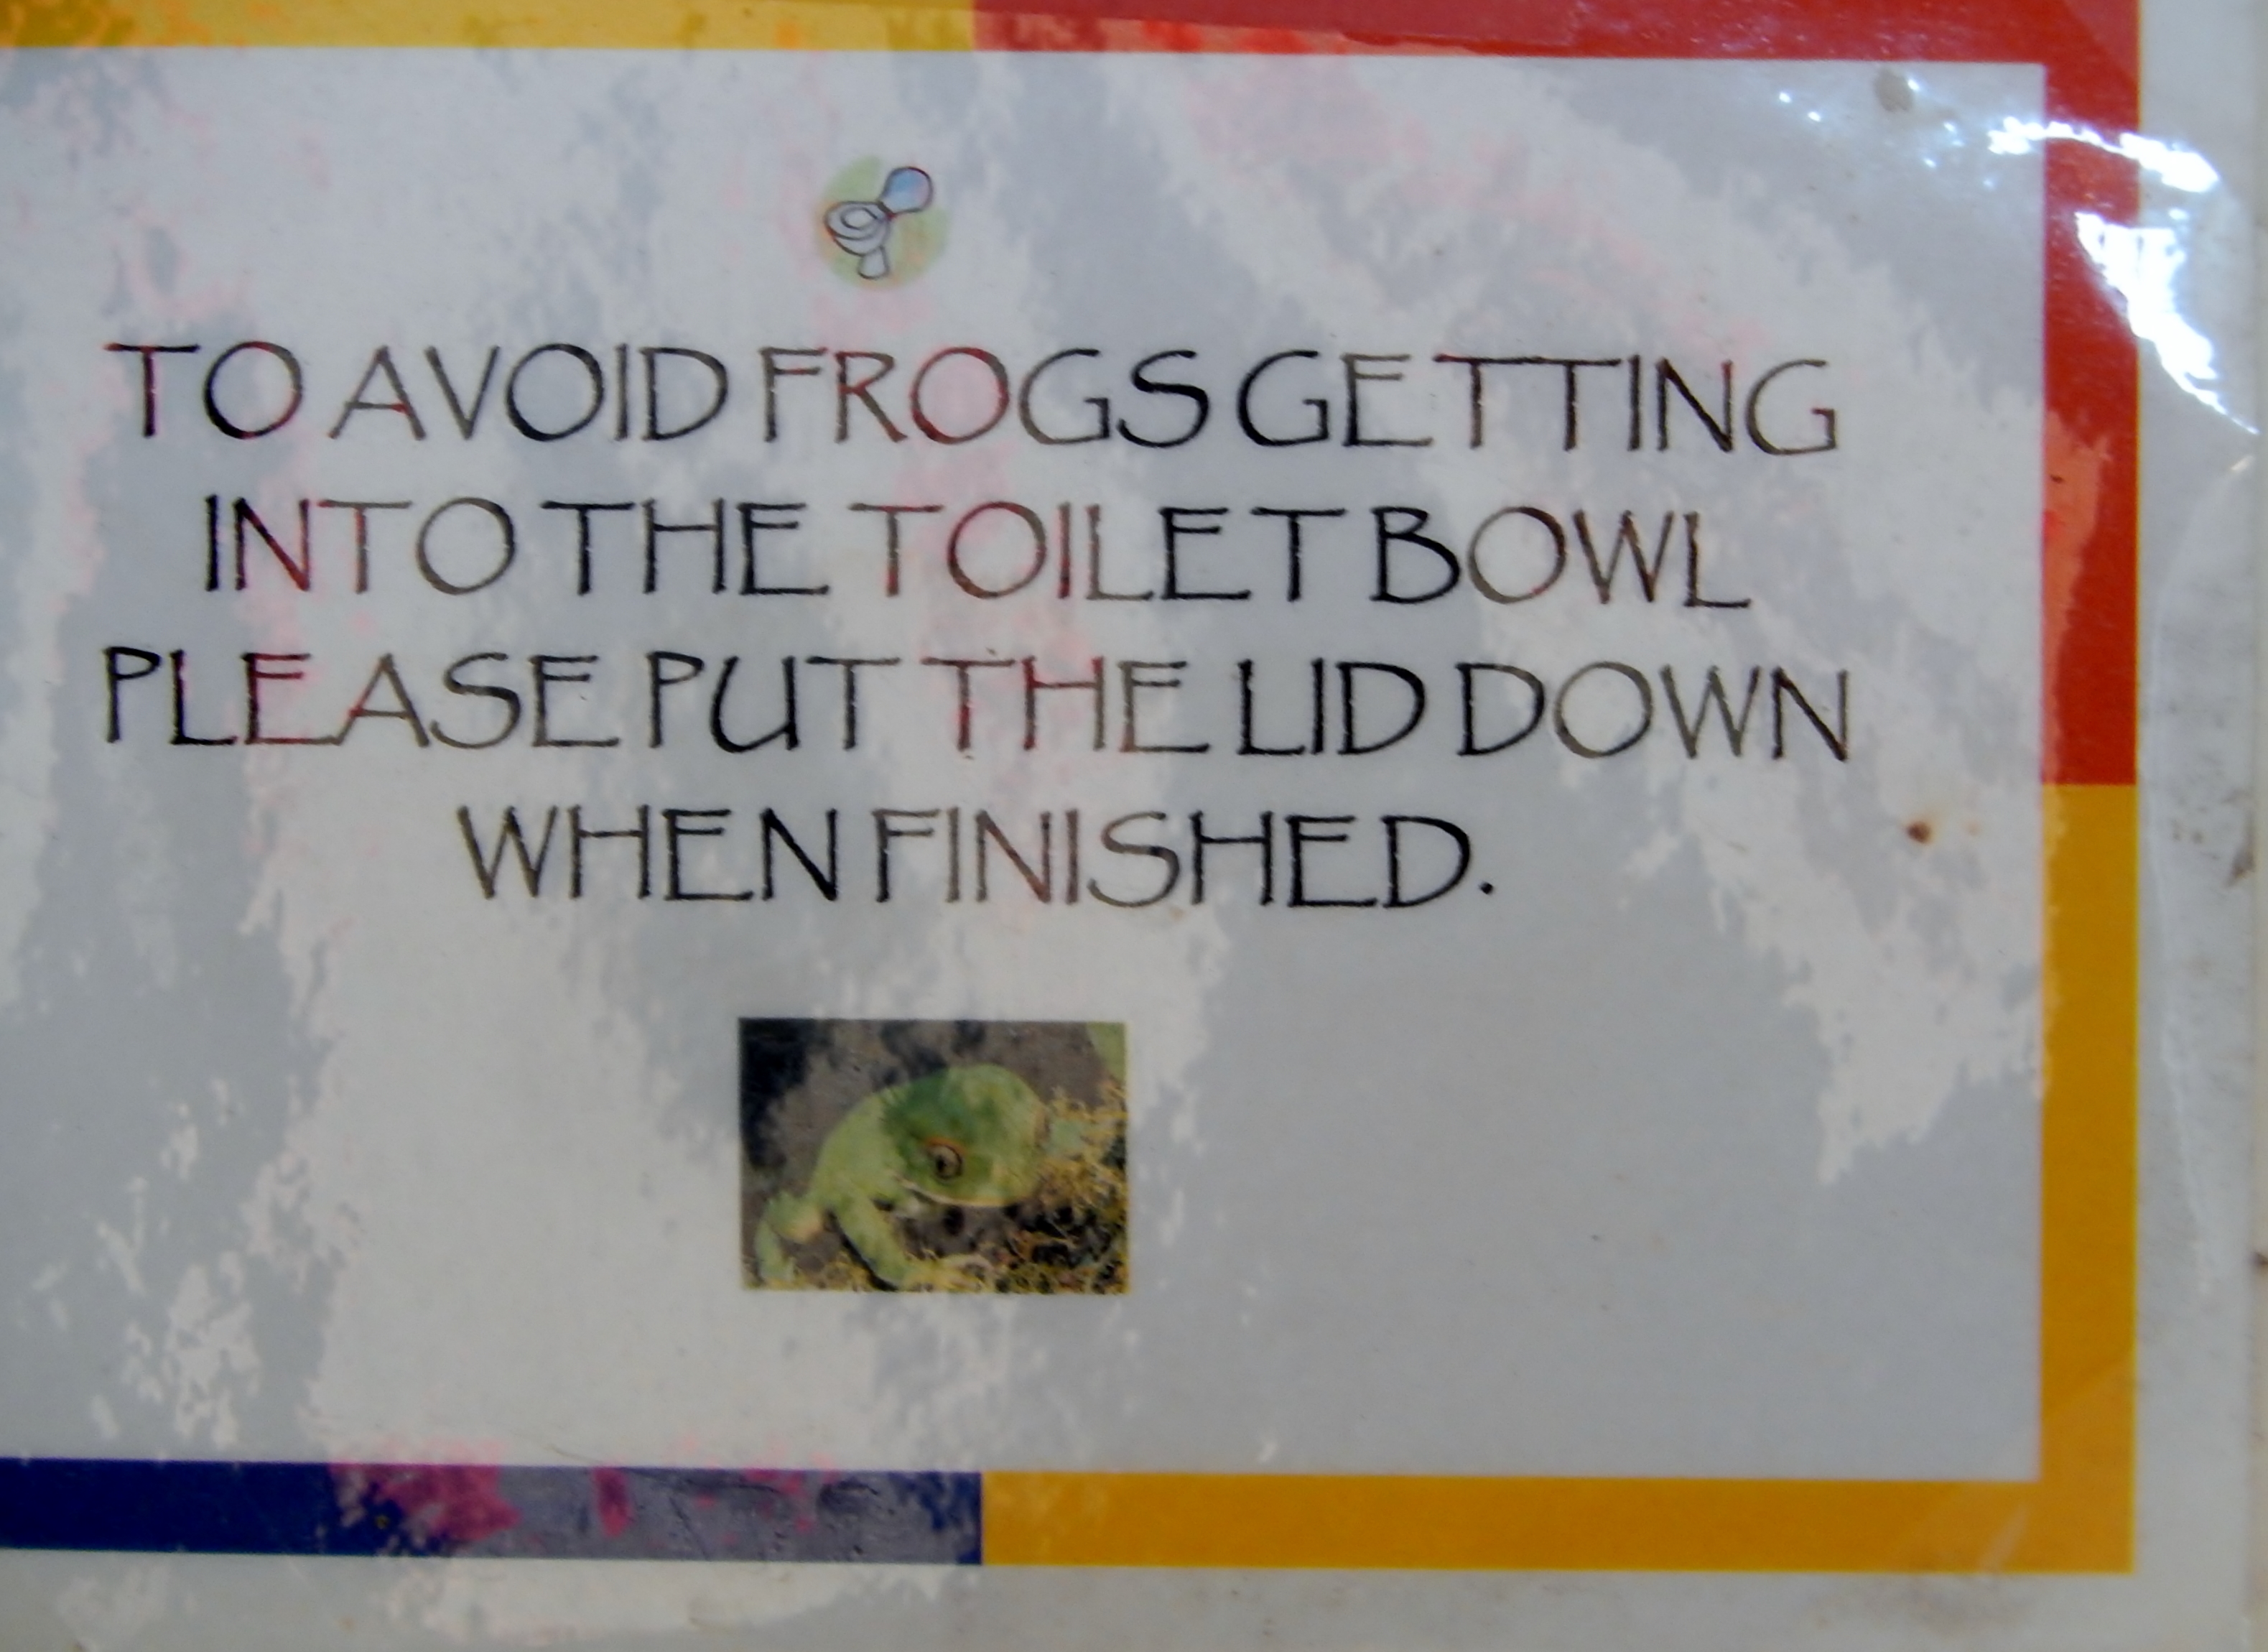 TO AVOID FROGS GETTING
INTO THE TOILET BOWL
PLEASE PUT THE LID DOWN
WHEN FINISHED.